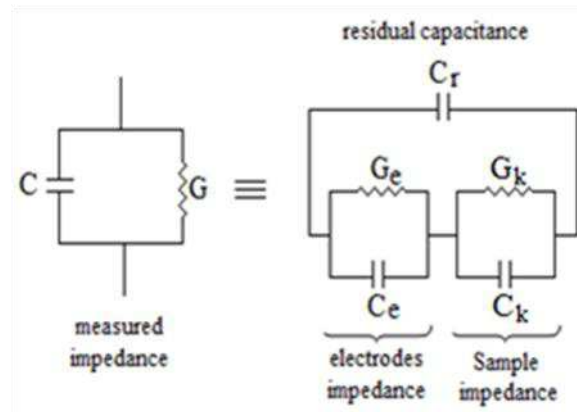 residual capacitance
Cr
C
G
≡
Ge
Gk
Ce
Ck
measured
impedance
electrodes
impedance
Sample
impedance